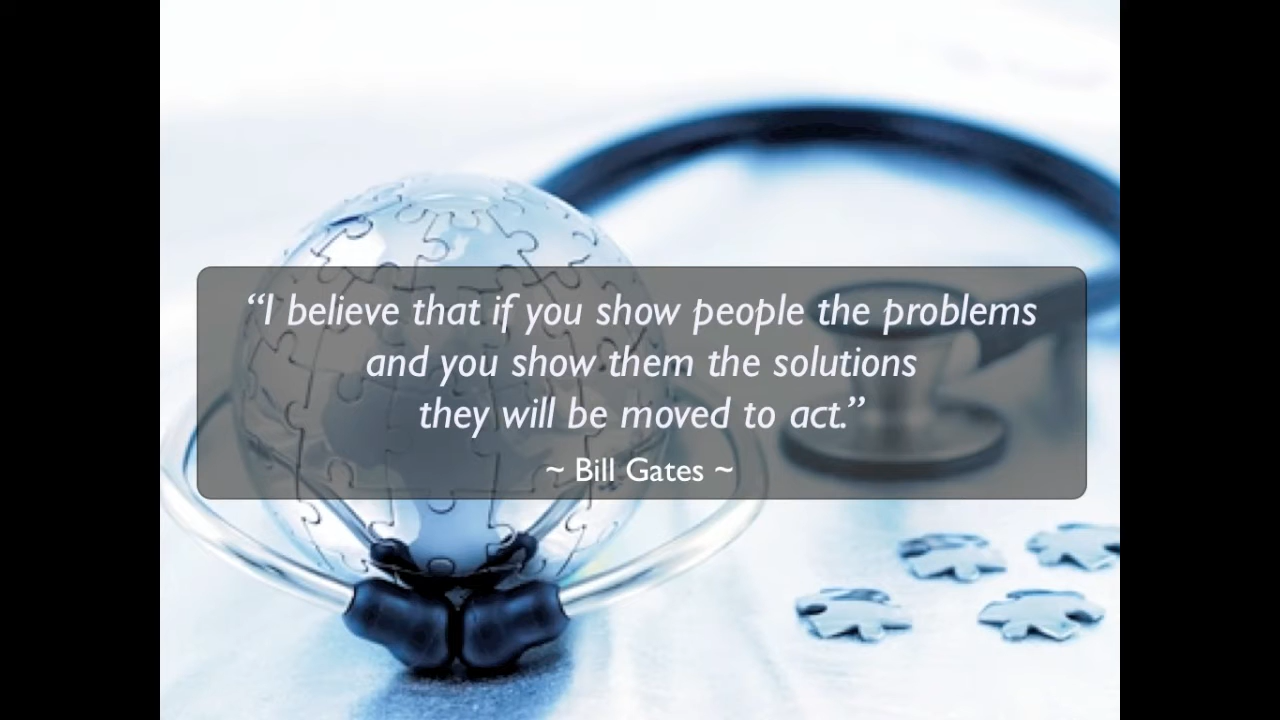 “I believe that if you show people the problems
and you show them the solutions
they will be moved to act.”
~ Bill Gates ~